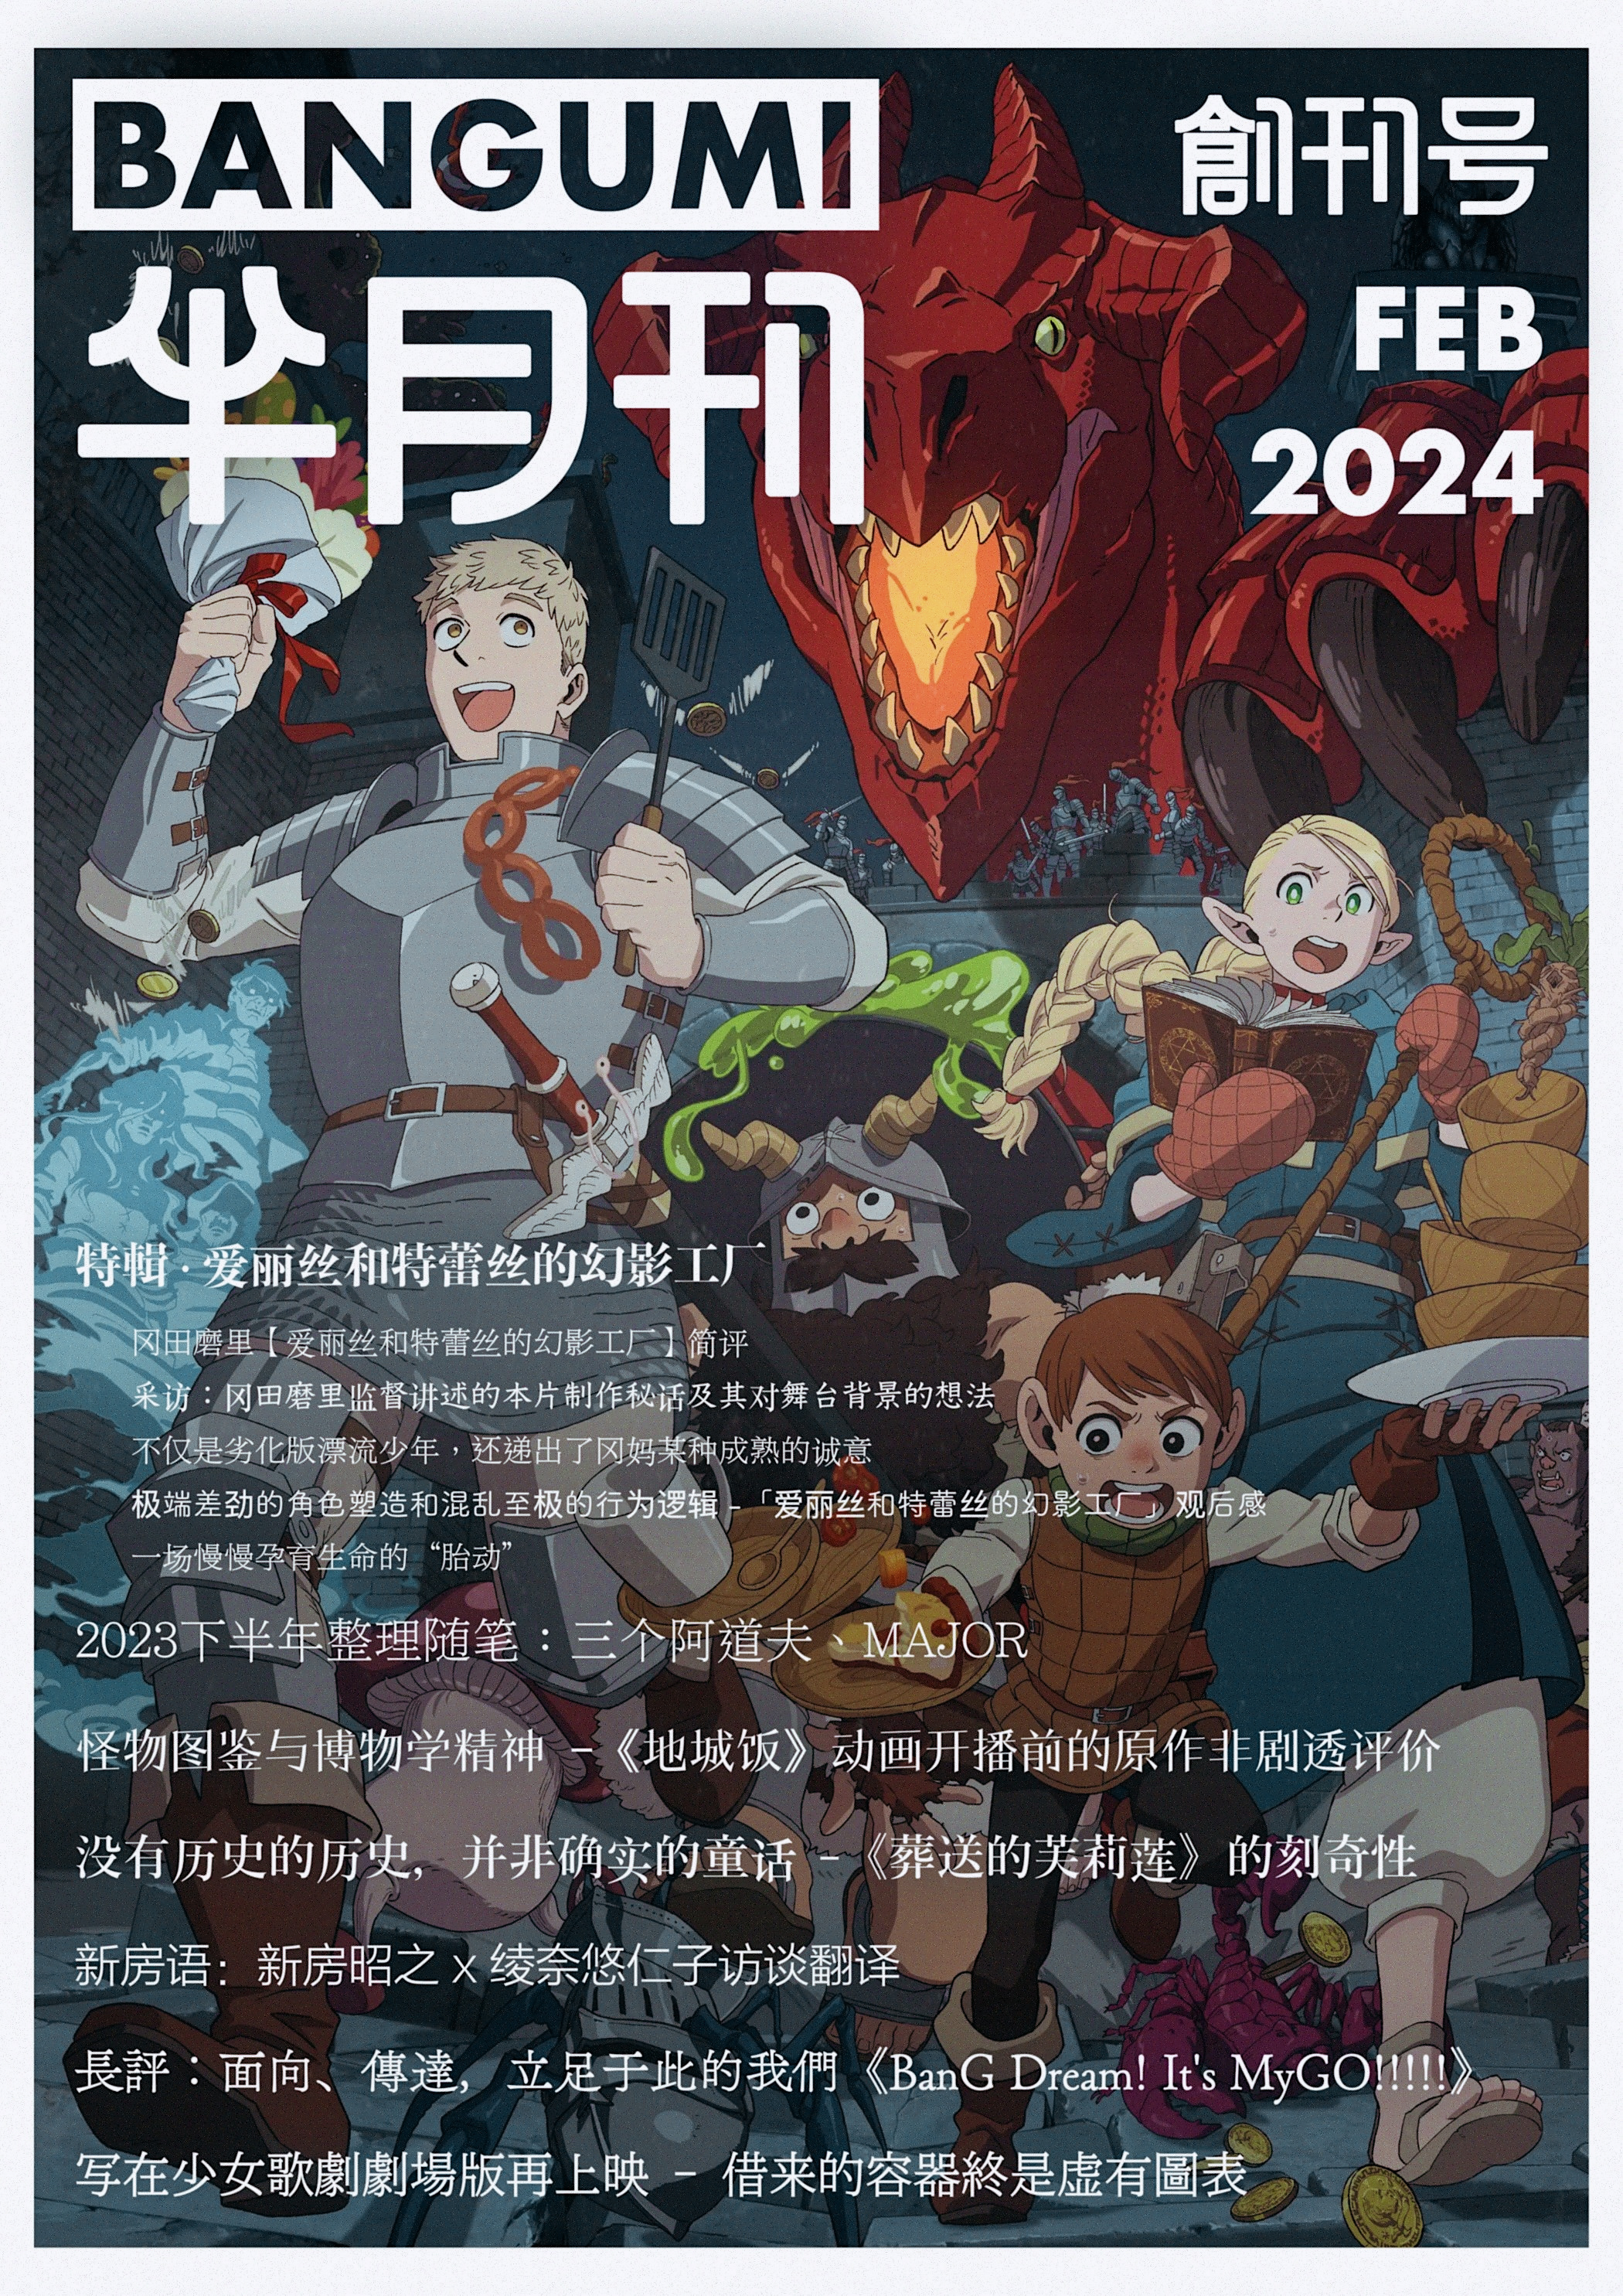 BANGUMI
創刊号
半月刊
FEB
2024
特輯 · 爱丽丝和特蕾丝的幻影工厂
冈田磨里【爱丽丝和特蕾丝的幻影工厂】简评
采访：冈田磨里监督讲述的本片制作秘话及其对舞台背景的想法
不仅是劣化版漂流少年，还递出了冈妈某种成熟的诚意
极端差劲的角色塑造和混乱至极的行为逻辑 -「爱丽丝和特蕾丝的幻影工厂」观后感
一场慢慢孕育生命的“胎动”
2023下半年整理随笔：三个阿道夫、MAJOR
怪物图鉴与博物学精神 -《地城饭》动画开播前的原作非剧透评价
没有历史的历史，并非确实的童话 -《葬送的芙莉莲》的刻奇性
新房语：新房昭之 x 绫奈悠仁子访谈翻译
長評：面向、傳達，立足于此的我們《BanG Dream! It's MyGO!!!!!》
写在少女歌劇劇場版再上映 - 借来的容器終是虚有圖表